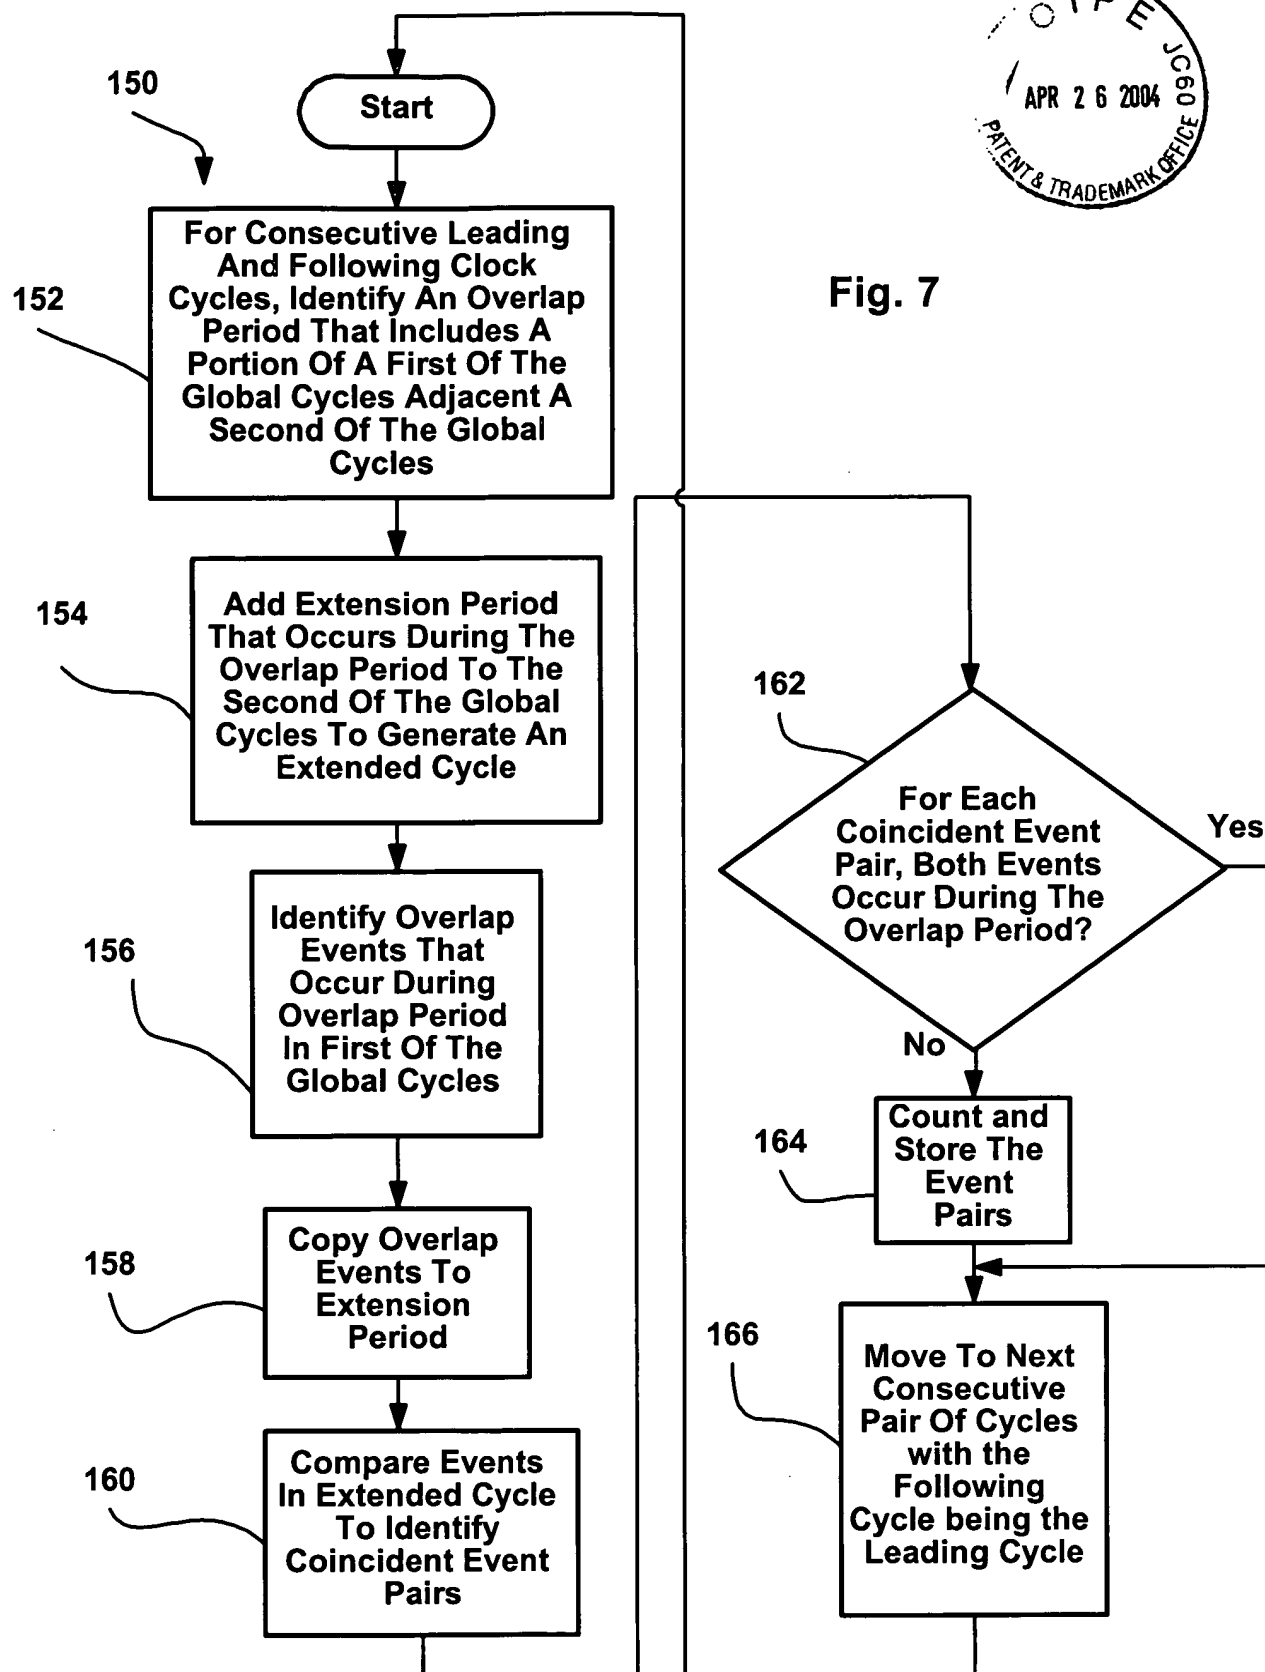 150
Start
O I P E JC60
APR 26 2004
PATENT & TRADEMARK OFFICE
Fig. 7
152
For Consecutive Leading
And Following Clock
Cycles, Identify An Overlap
Period That Includes A
Portion Of A First Of The
Global Cycles Adjacent A
Second Of The Global
Cycles
154
Add Extension Period
That Occurs During The
Overlap Period To The
Second Of The Global
Cycles To Generate An
Extended Cycle
156
Identify Overlap
Events That
Occur During
Overlap Period
In First Of The
Global Cycles
158
Copy Overlap
Events To
Extension
Period
160
Compare Events
In Extended Cycle
To Identify
Coincident Event
Pairs
162
For Each
Coincident Event
Pair, Both Events
Occur During The
Overlap Period?
Yes
No
164
Count and
Store The
Event
Pairs
166
Move To Next
Consecutive
Pair Of Cycles
with the
Following
Cycle being the
Leading Cycle